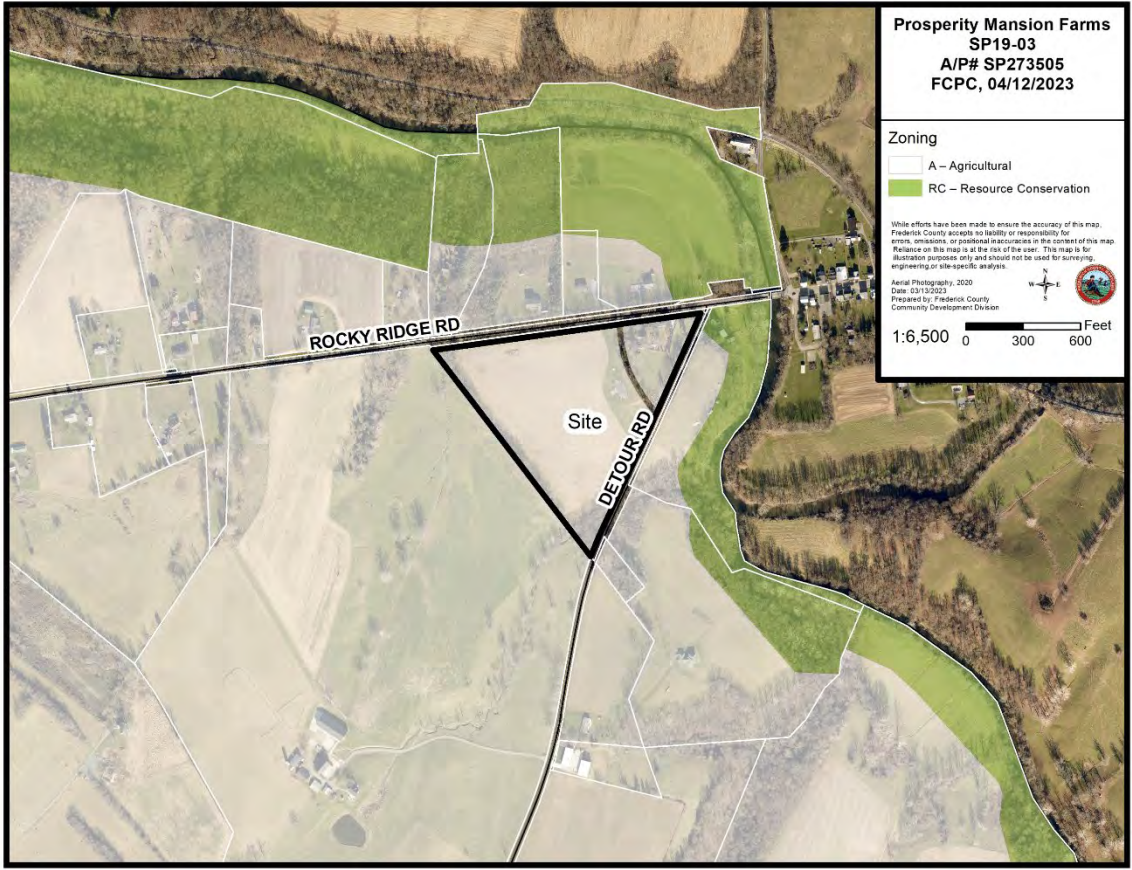 Prosperity Mansion Farms
SP19-03
A/P# SP273505
FCPC, 04/12/2023
Zoning
A – Agricultural
RC – Resource Conservation
While efforts have been made to ensure the accuracy of this map,
Frederick County accepts no liability or responsibility for
errors, omissions, or positional inaccuracies in the content of this map.
Reliance on this map is at the risk of the user. This map is for
illustration purposes only and should not be used for surveying,
engineering,or site-specific analysis.
Aerial Photography, 2020
Date: 03/13/2023
Prepared by: Frederick County
Community Development Division
N
W E
S
1:6,500
Feet
0 300 600
ROCKY RIDGE RD
Site
DETOUR RD